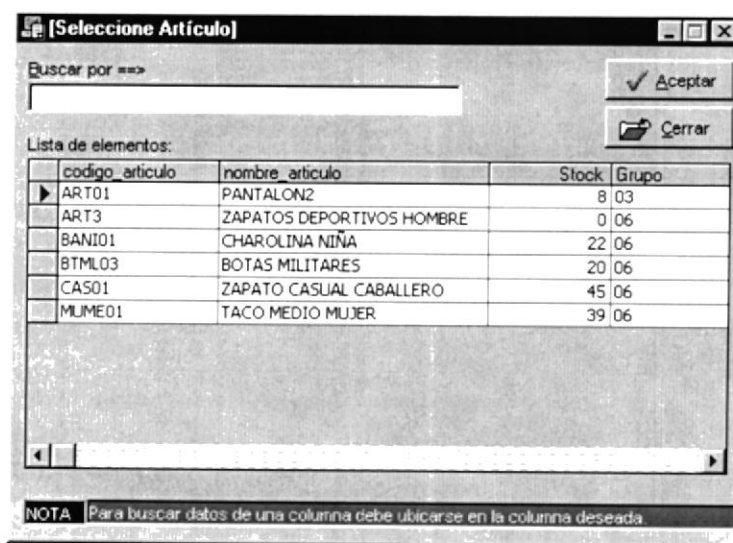 [Seleccione Artículo]
Buscar por ==>
Aceptar
Cerrar
Lista de elementos:
codigo_articulo nombre_articulo Stock Grupo
ART01 PANTALON2 8 03
ART3 ZAPATOS DEPORTIVOS HOMBRE 0 06
BANI01 CHAROLINA NIÑA 22 06
BTML03 BOTAS MILITARES 20 06
CAS01 ZAPATO CASUAL CABALLERO 45 06
MUME01 TACO MEDIO MUJER 39 06
NOTA Para buscar datos de una columna debe ubicarse en la columna deseada.